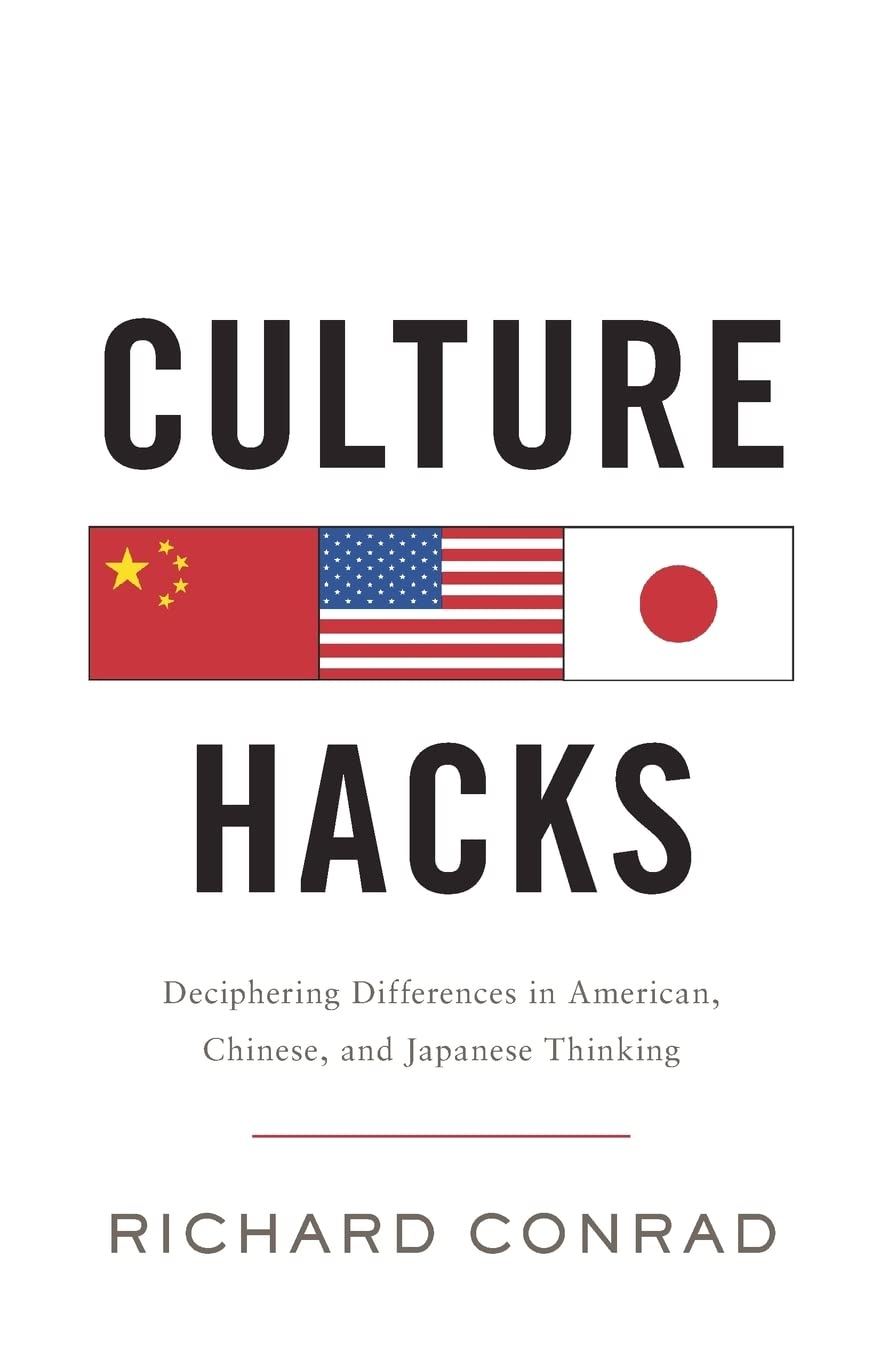 CULTURE
HACKS
Deciphering Differences in American,
Chinese, and Japanese Thinking
RICHARD CONRAD